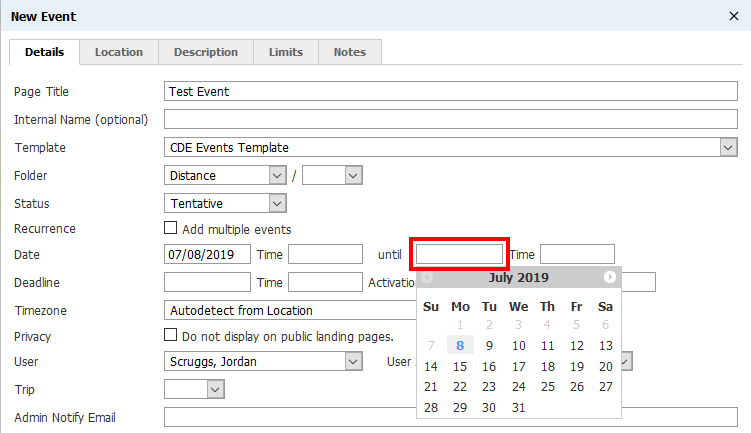 New Event
Details Location Description Limits Notes
Page Title Test Event
Internal Name (optional)
Template CDE Events Template
Folder Distance /
Status Tentative
Recurrence Add multiple events
Date 07/08/2019 Time until Time
Deadline Time Activatio
July 2019
Su Mo Tu We Th Fr Sa
1 2 3 4 5 6
7 8 9 10 11 12 13
14 15 16 17 18 19 20
21 22 23 24 25 26 27
28 29 30 31
Timezone Autodetect from Location
Privacy Do not display on public landing pages.
User Scruggs, Jordan User
Trip
Admin Notify Email